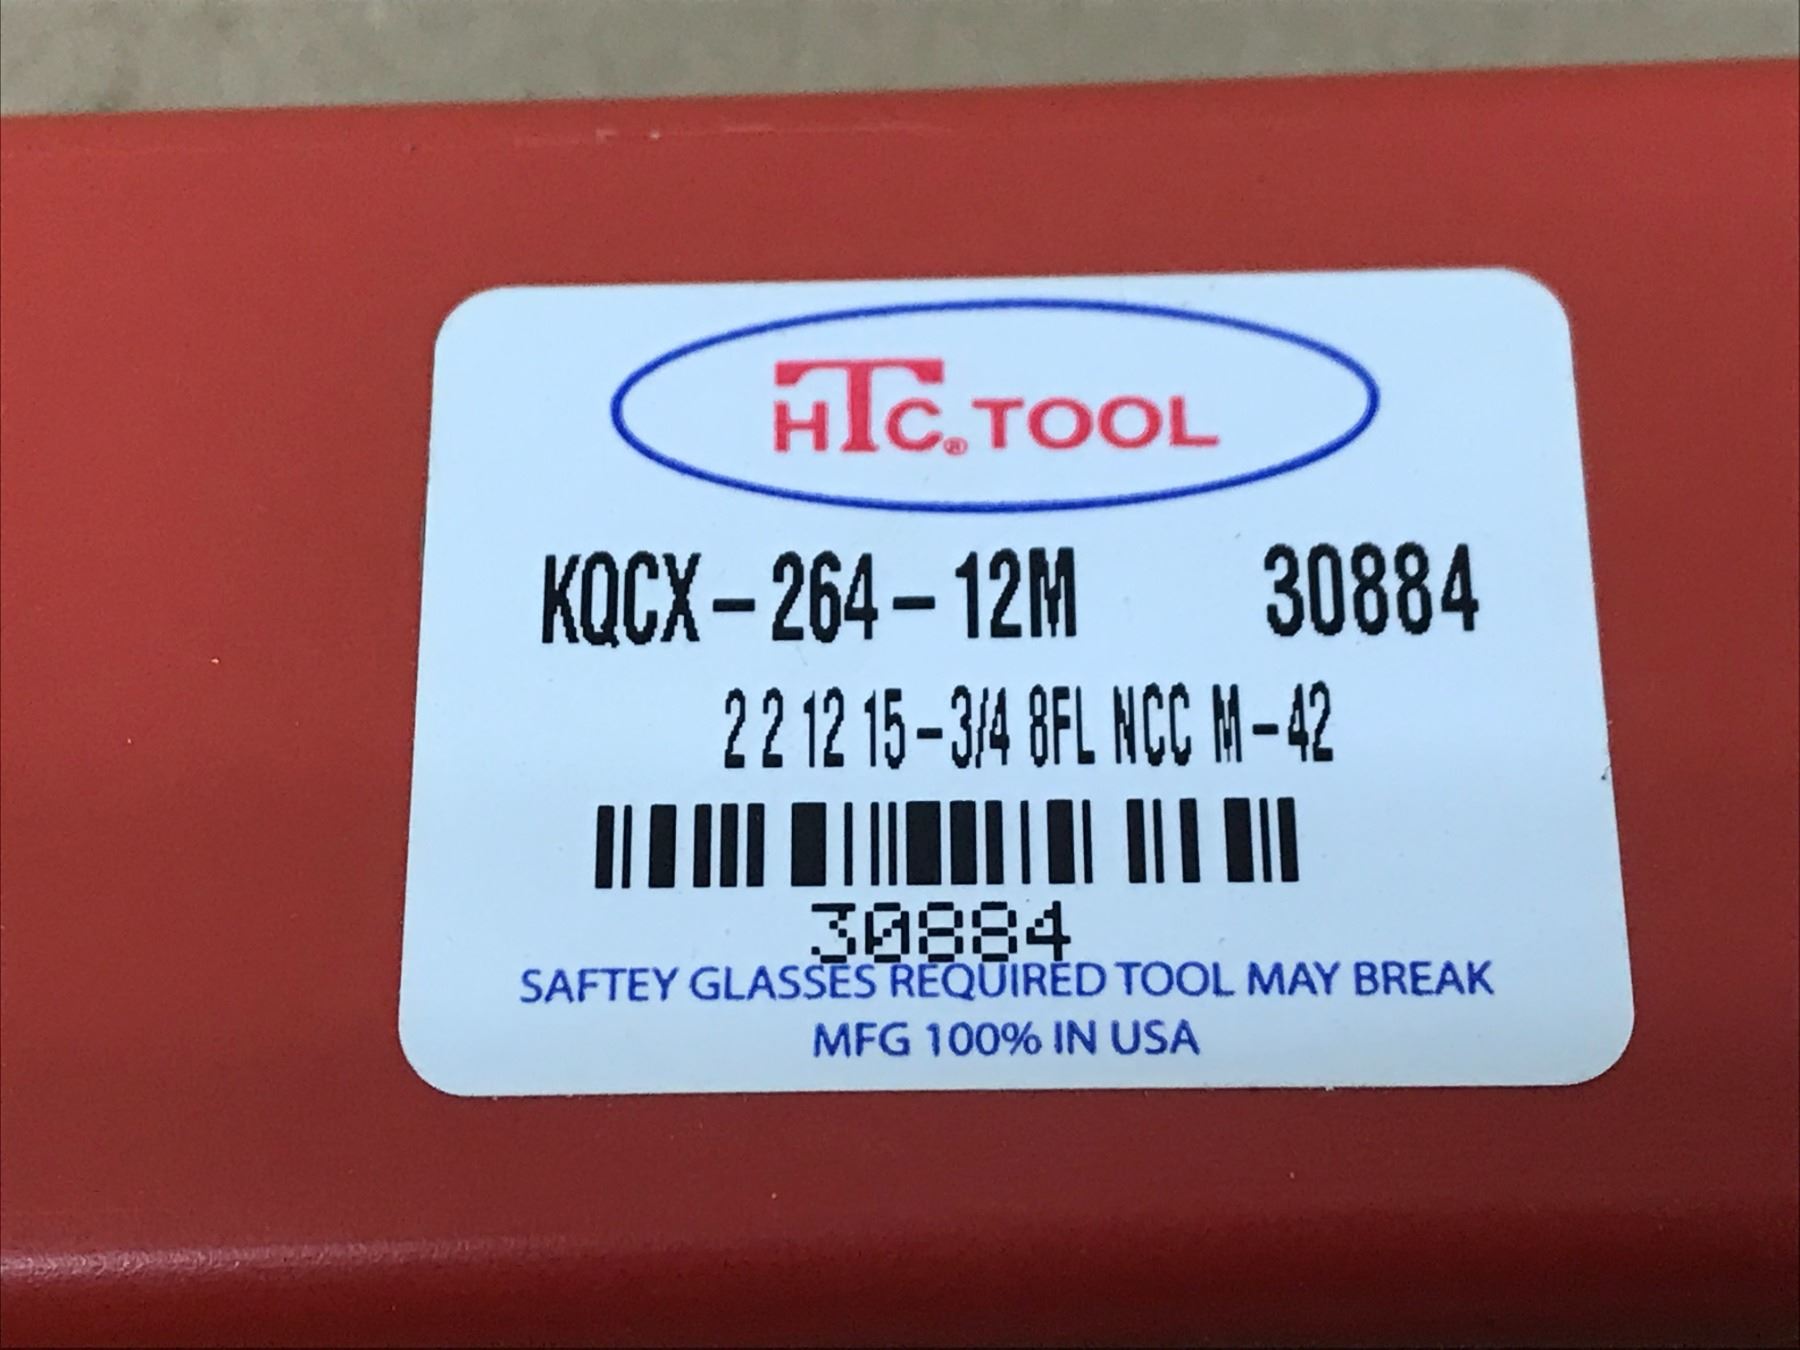 HTC® TOOL
KQCX-264-12M 30884
2 2 12 15-3/4 8FL NCC M-42
30884
SAFTEY GLASSES REQUIRED TOOL MAY BREAK
MFG 100% IN USA